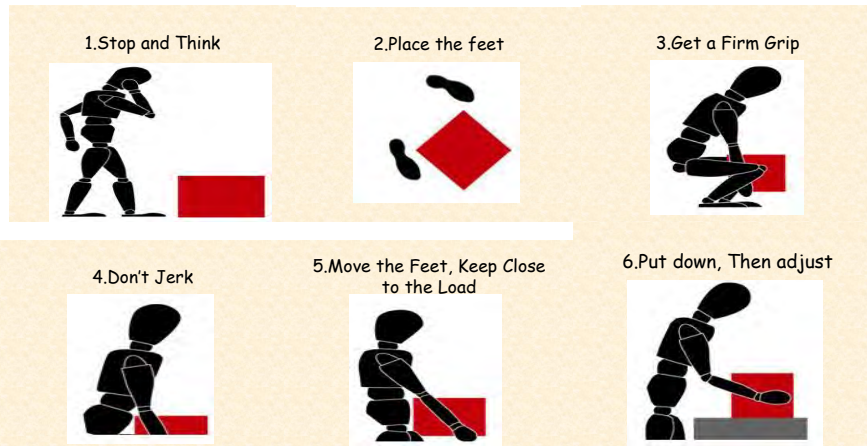 1.Stop and Think
2.Place the feet
3.Get a Firm Grip
4.Don't Jerk
5.Move the Feet, Keep Close
to the Load
6.Put down, Then adjust